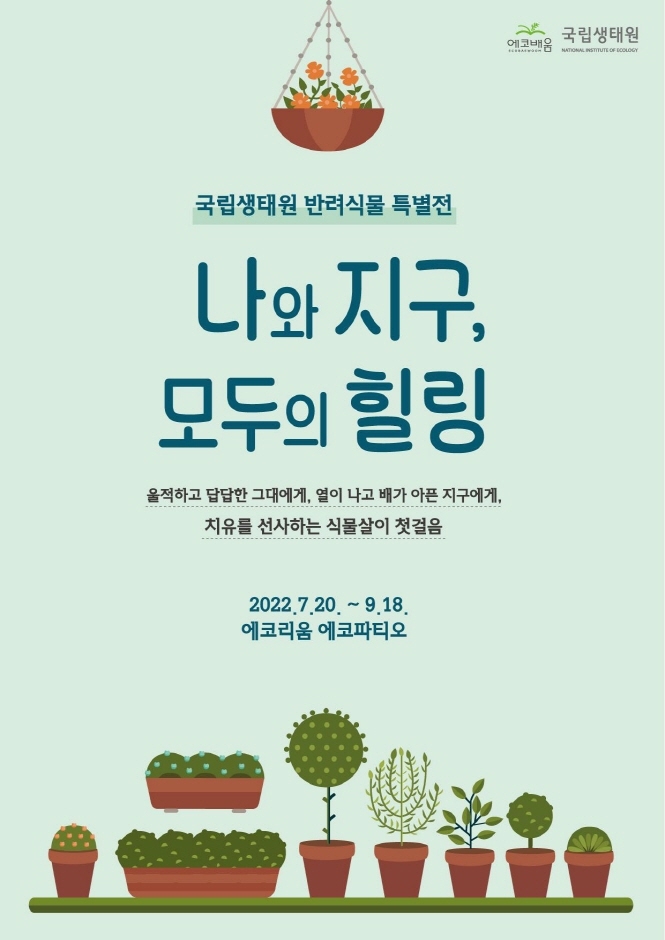 에코배움
ECOBAEWOOM
국립생태원
NATIONAL INSTITUTE OF ECOLOGY
국립생태원 반려식물 특별전
나와 지구,
모두의 힐링
울적하고 답답한 그대에게, 열이 나고 배가 아픈 지구에게,
치유를 선사하는 식물살이 첫걸음
2022.7.20. ~ 9.18.
에코리움 에코파티오